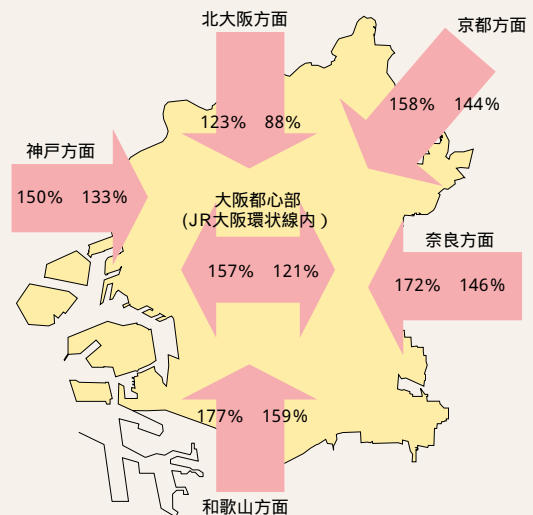 北大阪方面
京都方面
123% 88%
158% 144%
神戸方面
150% 133%
大阪都心部
(JR大阪環状線内)
157% 121%
奈良方面
172% 146%
177% 159%
和歌山方面